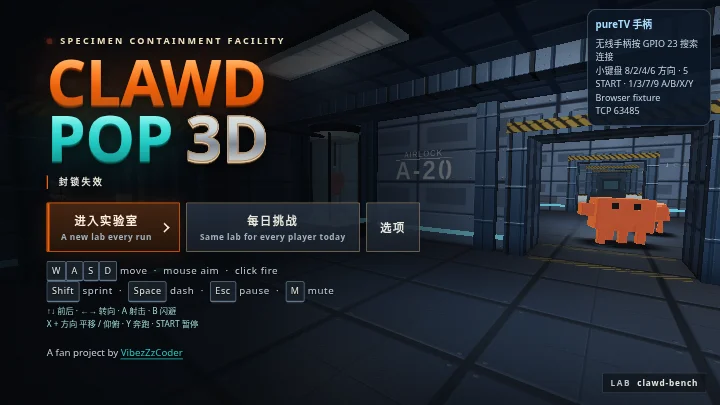 SPECIMEN CONTAINMENT FACILITY
CLAWD
POP 3D
封锁失效
进入实验室
A new lab every run
每日挑战
Same lab for every player today
选项
W A S D move · mouse aim · click fire
Shift sprint · Space dash · Esc pause · M mute
↑↓ 前后 · ←→ 转向 · A 射击 · B 闪避
X + 方向 平移 / 仰俯 · Y 奔跑 · START 暂停
A fan project by VibezZzCoder
AIRLOCK
A-20
pureTV 手柄
无线手柄按 GPIO 23 搜索
连接
小键盘 8/2/4/6 方向 · 5
START · 1/3/7/9 A/B/X/Y
Browser fixture
TCP 63485
LAB clawd-bench